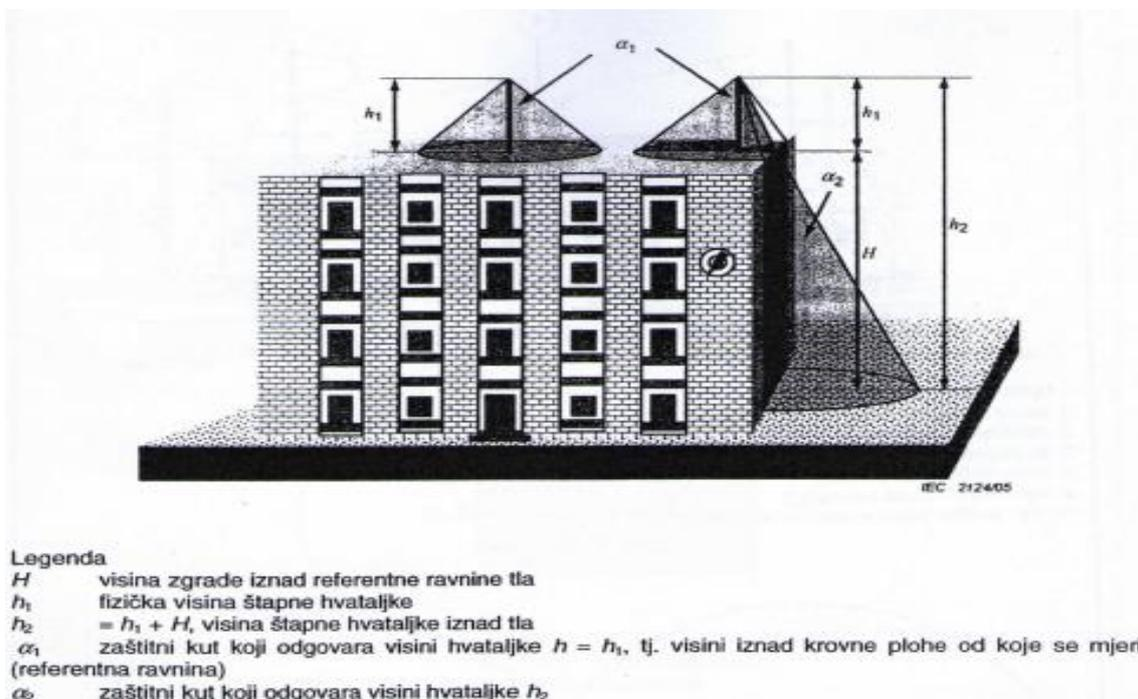 α₁
h₁
h₁
α₂
h₂
H
IEC 2124/05
Legenda
H visina zgrade iznad referentne ravnine tla
h₁ fizička visina štapne hvataljke
h₂ = h₁ + H, visina štapne hvataljke iznad tla
α₁ zaštitni kut koji odgovara visini hvataljke h = h₁, tj. visini iznad krovne plohe od koje se mjeri
(referentna ravnina)
α₂ zaštitni kut koji odgovara visini hvataljke h₂